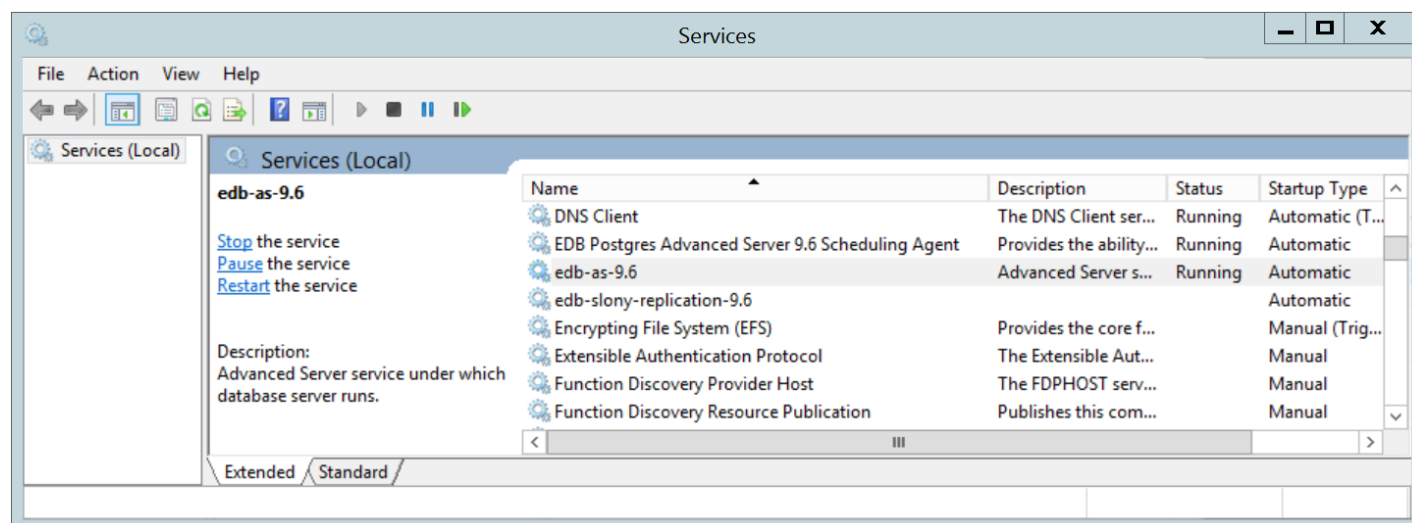 Services
File Action View Help
Services (Local)
Services (Local)
edb-as-9.6
Stop the service
Pause the service
Restart the service
Description:
Advanced Server service under which
database server runs.
Name Description Status Startup Type
DNS Client The DNS Client ser... Running Automatic (T...
EDB Postgres Advanced Server 9.6 Scheduling Agent Provides the ability... Running Automatic
edb-as-9.6 Advanced Server s... Running Automatic
edb-slony-replication-9.6 Automatic
Encrypting File System (EFS) Provides the core f... Manual (Trig...
Extensible Authentication Protocol The Extensible Aut... Manual
Function Discovery Provider Host The FDPHOST serv... Manual
Function Discovery Resource Publication Publishes this com... Manual
Extended Standard